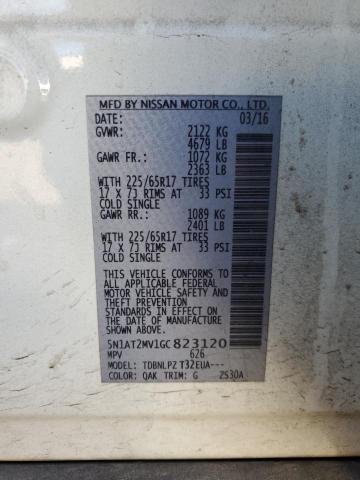 MFD BY NISSAN MOTOR CO., LTD.
DATE: 03/16
GVWR: 2122 KG
4679 LB
GAWR FR.: 1072 KG
2363 LB
WITH 225/65R17 TIRES
17 X 7J RIMS AT 33 PSI
COLD SINGLE
GAWR RR.: 1089 KG
2401 LB
WITH 225/65R17 TIRES
17 X 7J RIMS AT 33 PSI
COLD SINGLE
THIS VEHICLE CONFORMS TO
ALL APPLICABLE FEDERAL
MOTOR VEHICLE SAFETY
STANDARDS IN EFFECT ON
THE DATE OF MANUFACTURE
SHOWN ABOVE.
5N1AT2MV1GC823120
MPV 626
MODEL: TDBNLPZ T32EUA---
COLOR: QAK TRIM: G ZS30A